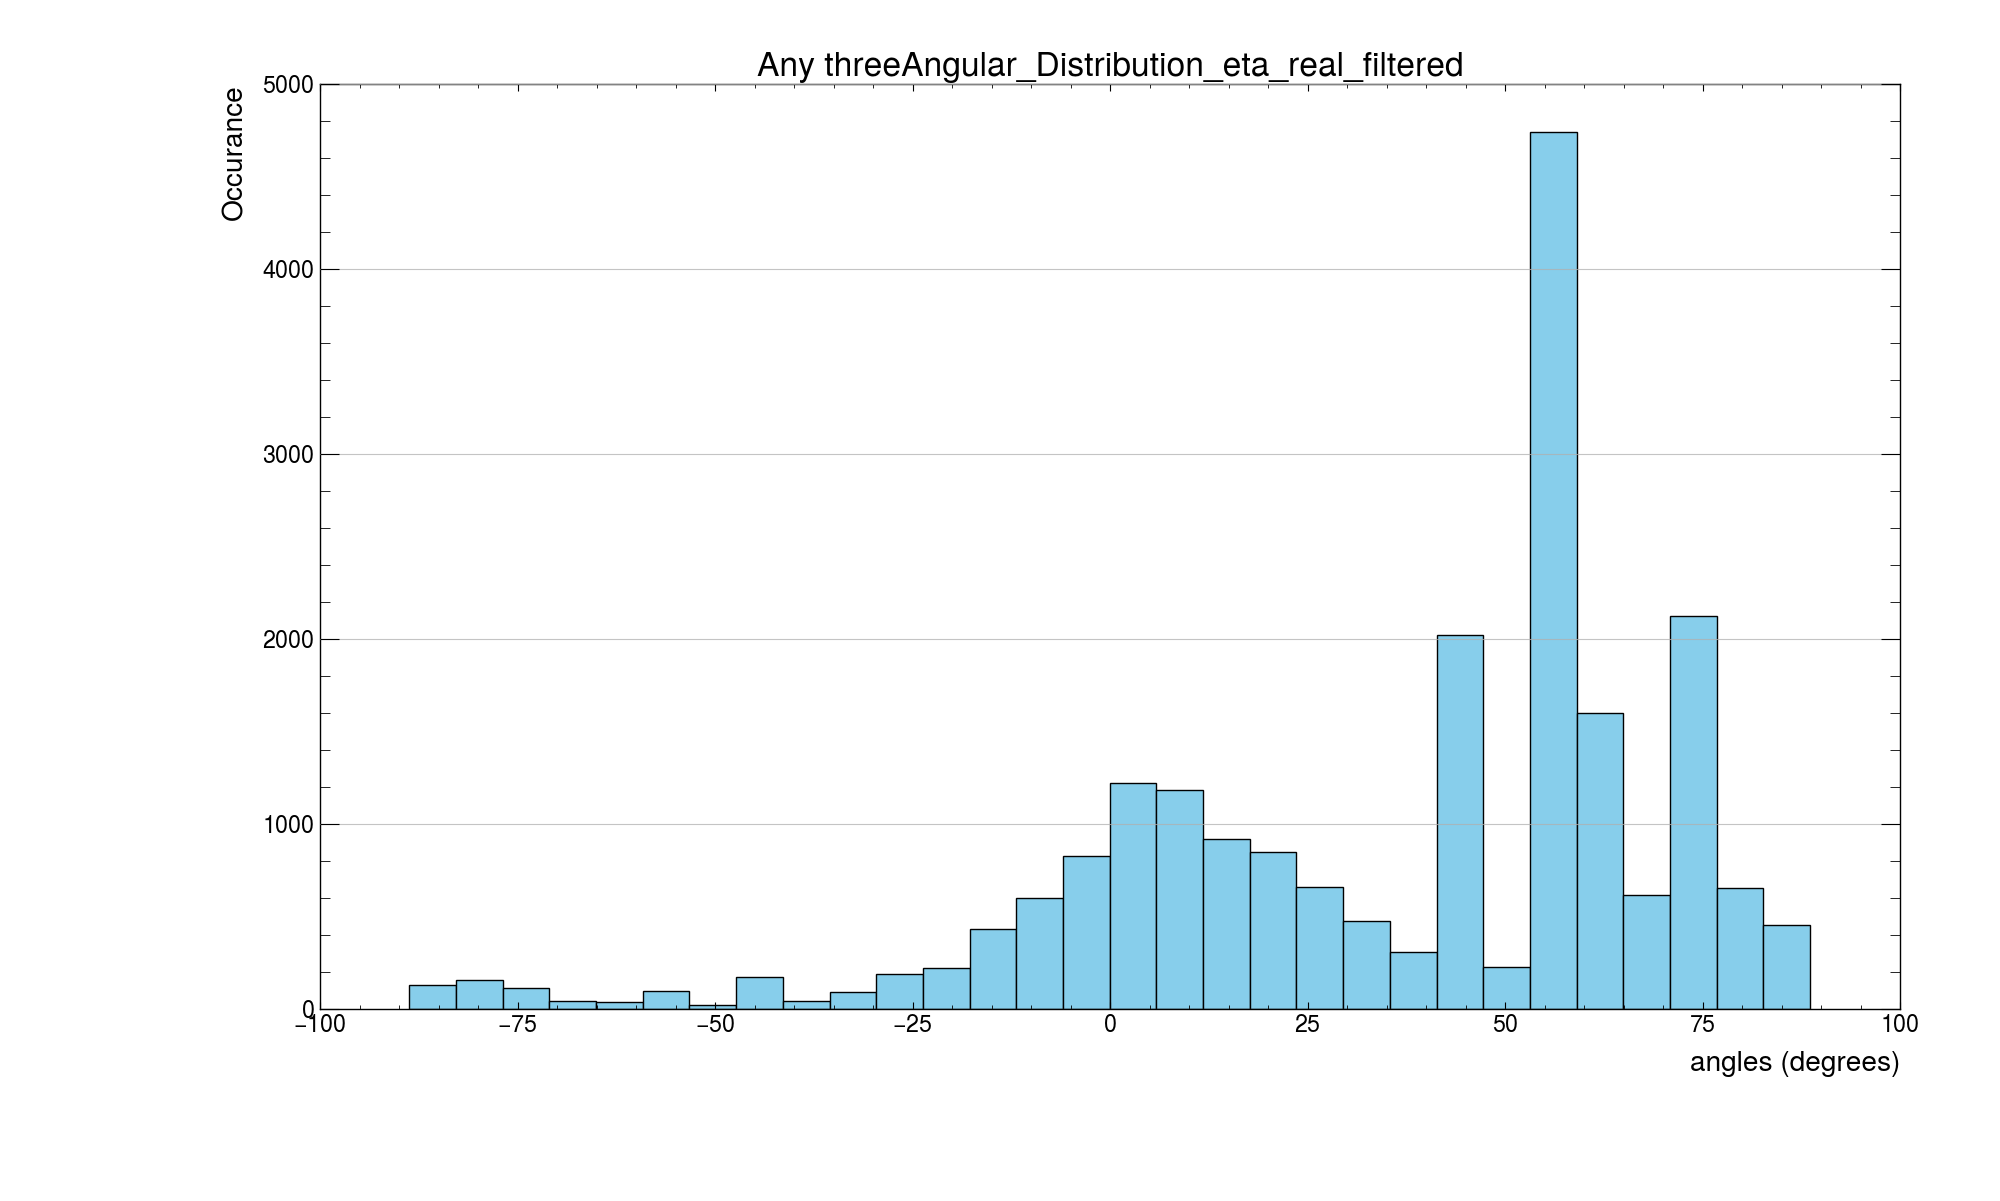 Any threeAngular_Distribution_eta_real_filtered
Occurance
5000
4000
3000
2000
1000
0
−100 −75 −50 −25 0 25 50 75 100
angles (degrees)